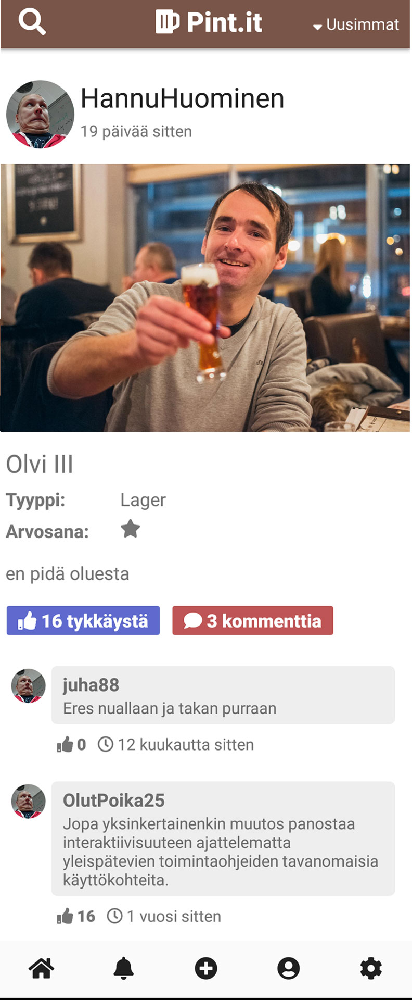 Pint.it
Uusimmat
HannuHuominen
19 päivää sitten
Olvi III
Tyyppi: Lager
Arvosana:
en pidä oluesta
16 tykkäystä
3 kommenttia
juha88
Eres nuallaan ja takan purraan
0 12 kuukautta sitten
OlutPoika25
Jopa yksinkertainenkin muutos panostaa
interaktiivisuuteen ajattelematta
yleispätevien toimintaohjeiden tavanomaisia
käyttökohteita.
16 1 vuosi sitten